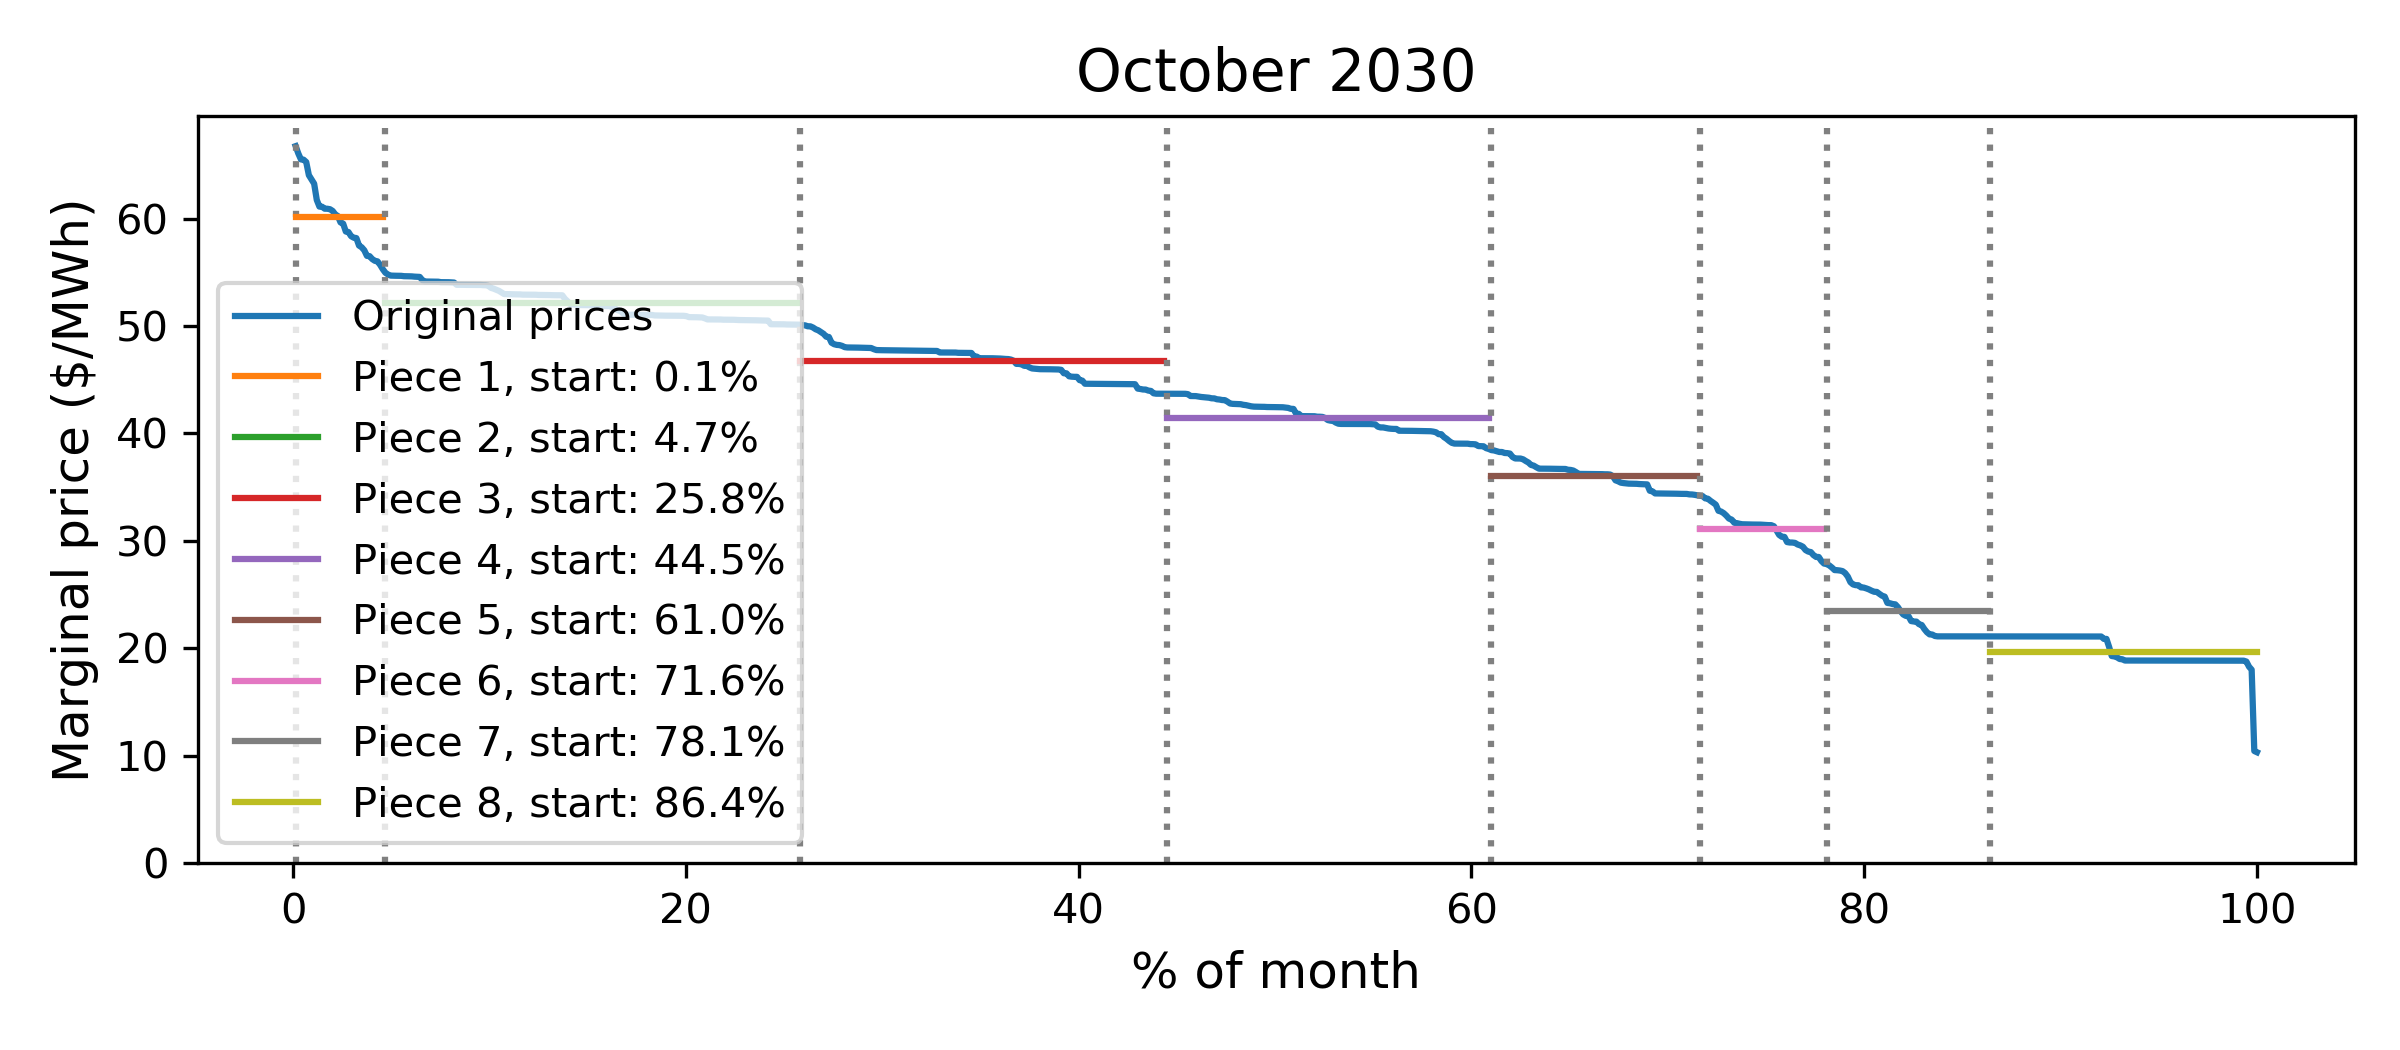 October 2030
Marginal price ($/MWh)
60
50
40
30
20
10
0
Original prices
Piece 1, start: 0.1%
Piece 2, start: 4.7%
Piece 3, start: 25.8%
Piece 4, start: 44.5%
Piece 5, start: 61.0%
Piece 6, start: 71.6%
Piece 7, start: 78.1%
Piece 8, start: 86.4%
0 20 40 60 80 100
% of month